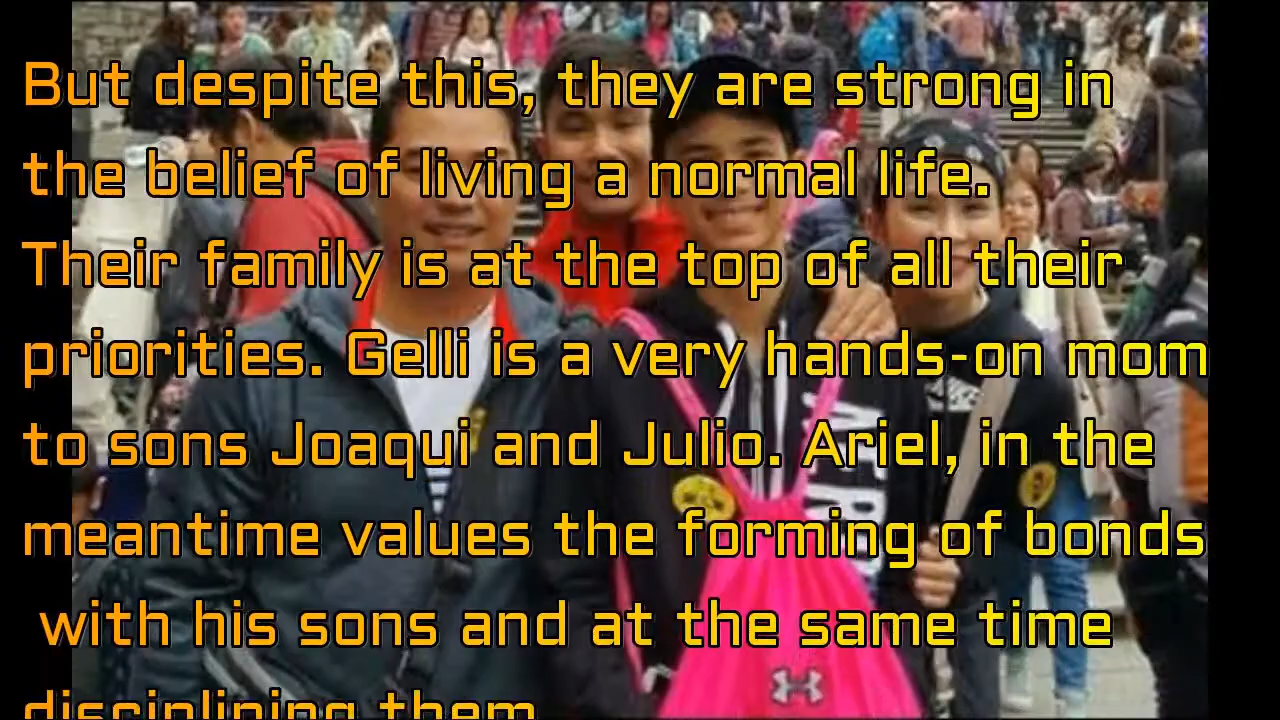 But despite this, they are strong in
the belief of living a normal life.
Their family is at the top of all their
priorities. Gelli is a very hands-on mom
to sons Joaqui and Julio. Ariel, in the
meantime values the forming of bonds
with his sons and at the same time
disciplining them